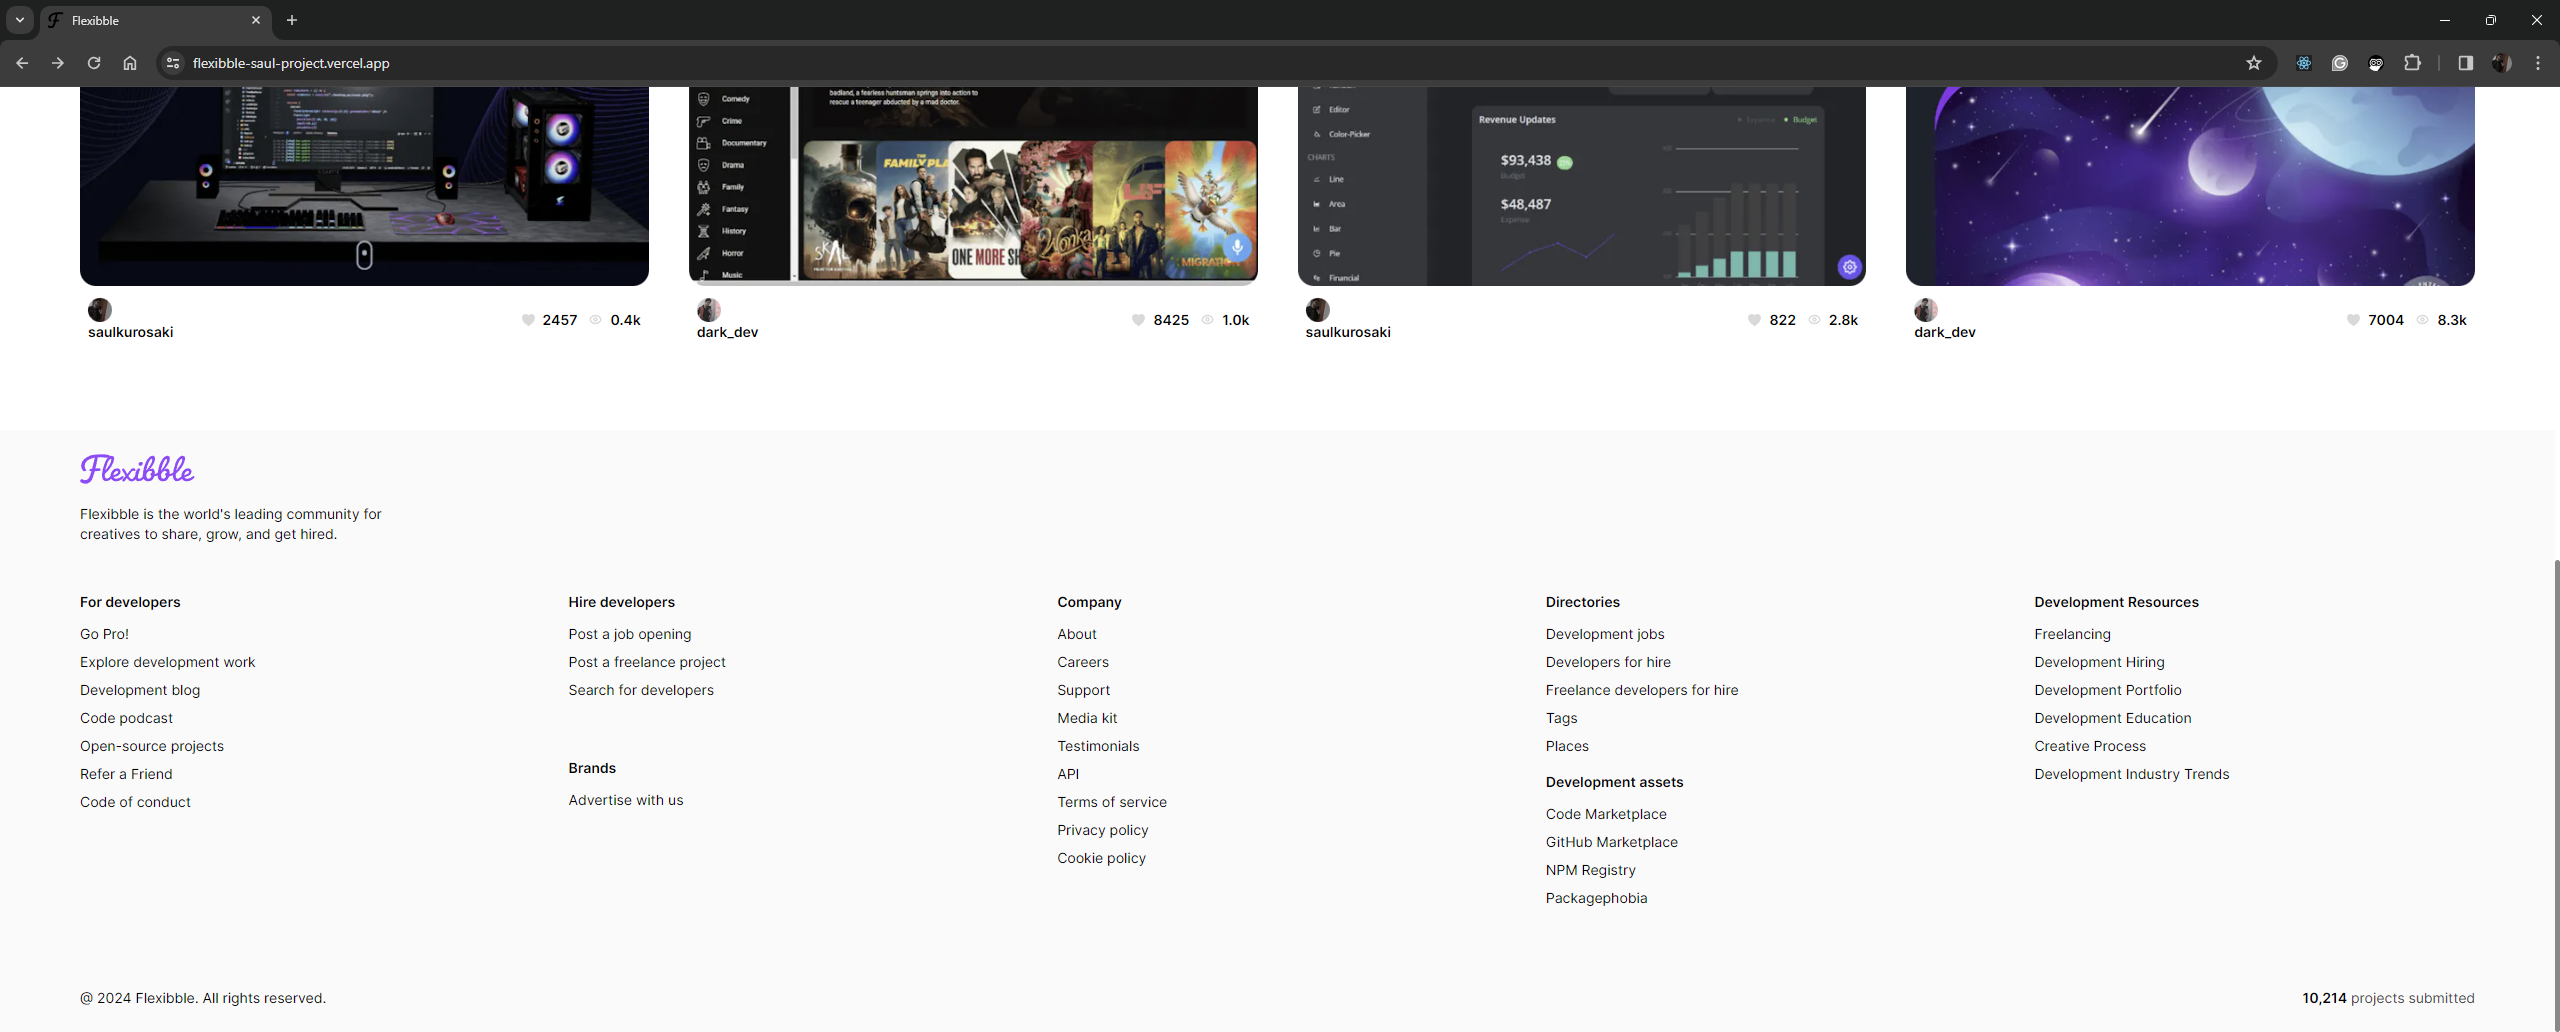 Flexibble
flexibble-saul-project.vercel.app
Comedy
Crime
Documentary
Drama
Family
Fantasy
History
Horror
Music
badland, a fearless huntsman springs into action to
rescue a teenager abducted by a mad doctor.
ONE MORE SH
Wonka
MIGRATION
Editor
Color-Picker
CHARTS
Line
Area
Bar
Pie
Financial
Revenue Updates
Expense
Budget
$93,438
Budget
$48,487
Expense
saulkurosaki
2457
0.4k
dark_dev
8425
1.0k
saulkurosaki
822
2.8k
dark_dev
7004
8.3k
Flexibble
Flexibble is the world's leading community for
creatives to share, grow, and get hired.
For developers
Go Pro!
Explore development work
Development blog
Code podcast
Open-source projects
Refer a Friend
Code of conduct
Hire developers
Post a job opening
Post a freelance project
Search for developers
Brands
Advertise with us
Company
About
Careers
Support
Media kit
Testimonials
API
Terms of service
Privacy policy
Cookie policy
Directories
Development jobs
Developers for hire
Freelance developers for hire
Tags
Places
Development assets
Code Marketplace
GitHub Marketplace
NPM Registry
Packagephobia
Development Resources
Freelancing
Development Hiring
Development Portfolio
Development Education
Creative Process
Development Industry Trends
@ 2024 Flexibble. All rights reserved.
10,214 projects submitted